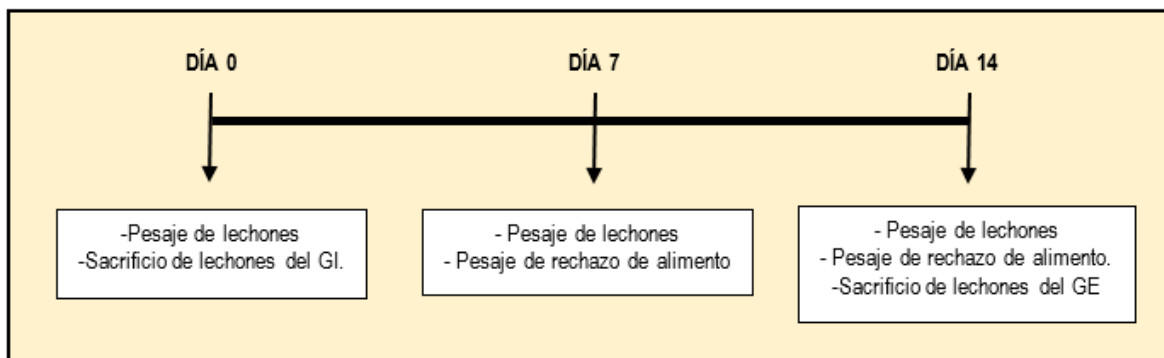 DÍA 0
DÍA 7
DÍA 14
-Pesaje de lechones
-Sacrificio de lechones del GI.
- Pesaje de lechones
- Pesaje de rechazo de alimento
- Pesaje de lechones
- Pesaje de rechazo de alimento.
-Sacrificio de lechones del GE